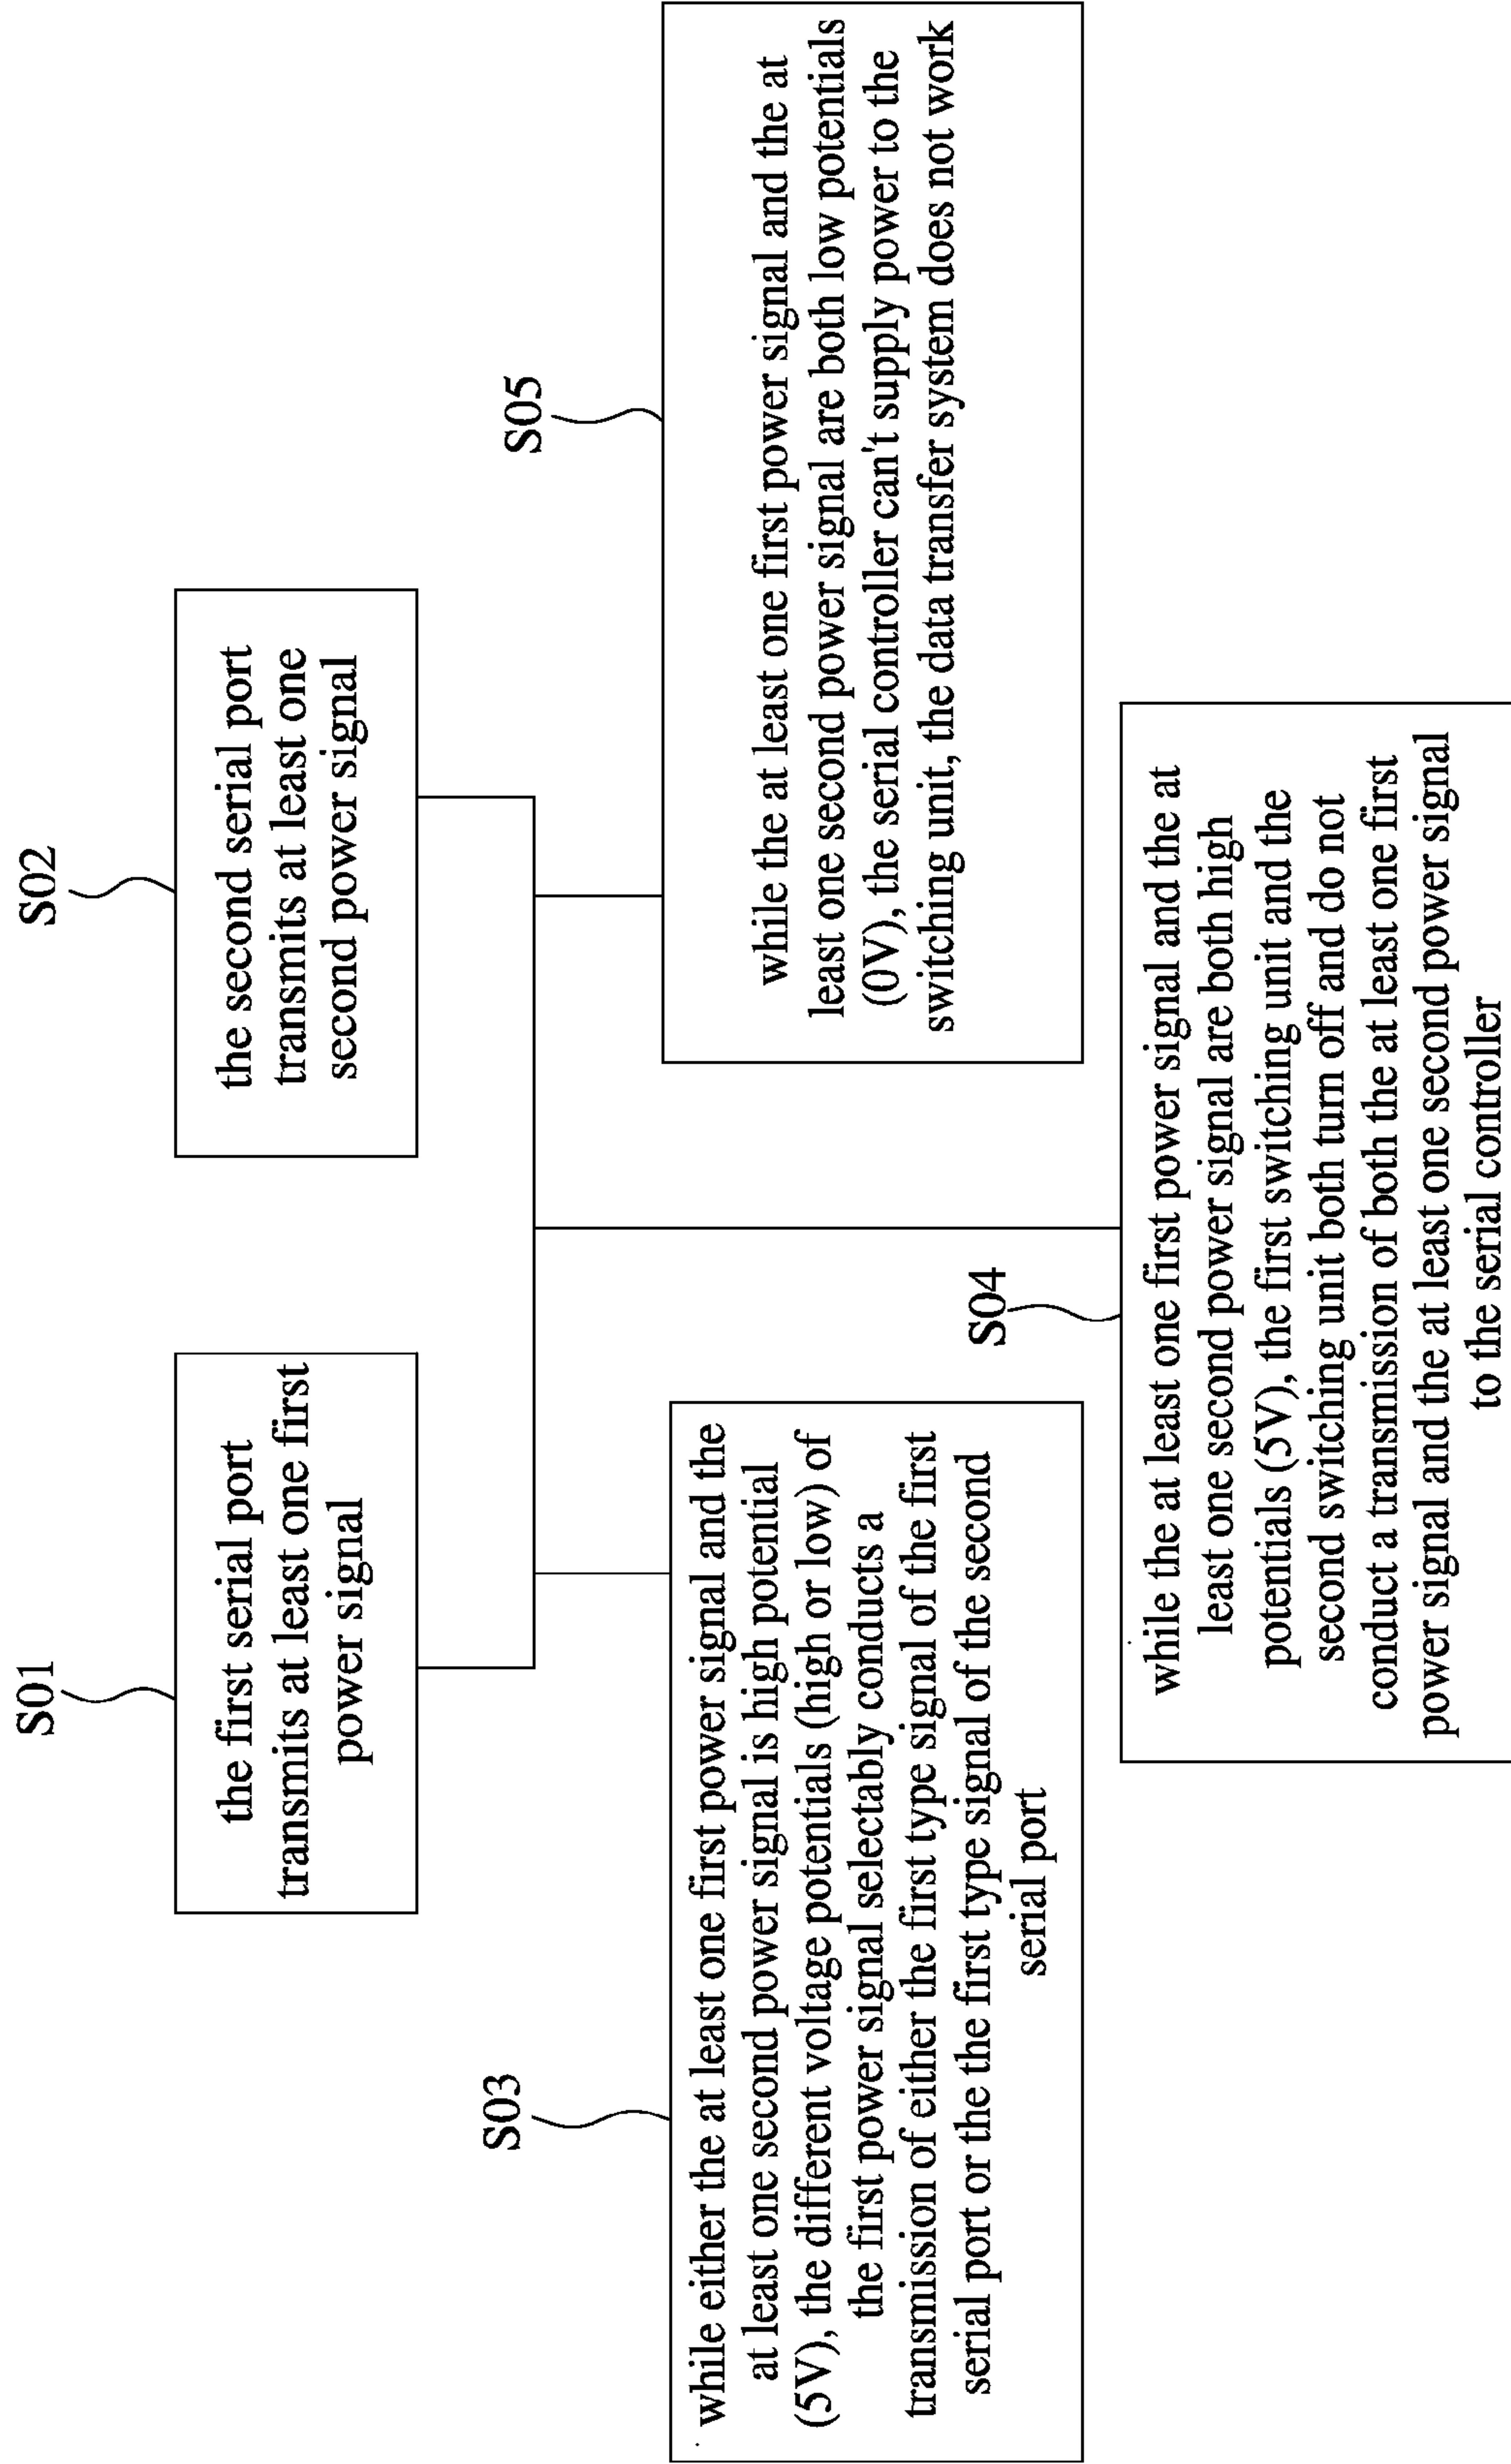 S01
the first serial port
transmits at least one first
power signal
S02
the second serial port
transmits at least one
second power signal
S03
while either the at least one first power signal and the
at least one second power signal is high potential
(5V), the different voltage potentials (high or low) of
the first power signal selectably conducts a
transmission of either the first type signal of the first
serial port or the the first type signal of the second
serial port
S04
while the at least one first power signal and the at
least one second power signal are both high
potentials (5V), the first switching unit and the
second switching unit both turn off and do not
conduct a transmission of both the at least one first
power signal and the at least one second power signal
to the serial controller
S05
while the at least one first power signal and the at
least one second power signal are both low potentials
(0V), the serial controller can't supply power to the
switching unit, the data transfer system does not work